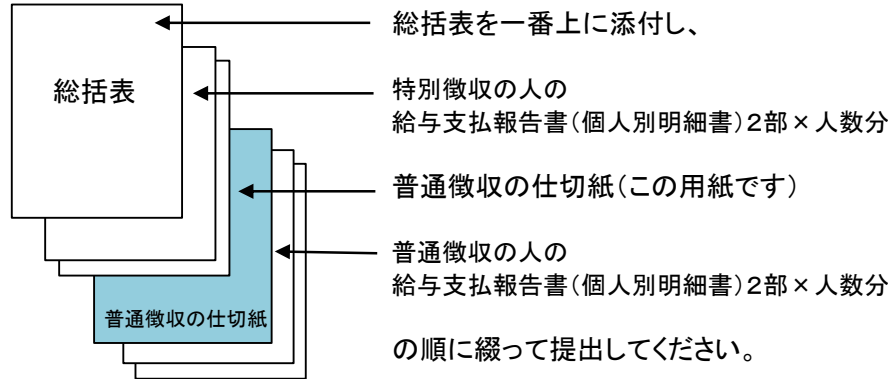 総括表
普通徴収の仕切紙
総括表を一番上に添付し、
特別徴収の人の
給与支払報告書（個人別明細書）２部×人数分
普通徴収の仕切紙（この用紙です）
普通徴収の人の
給与支払報告書（個人別明細書）２部×人数分
の順に綴って提出してください。